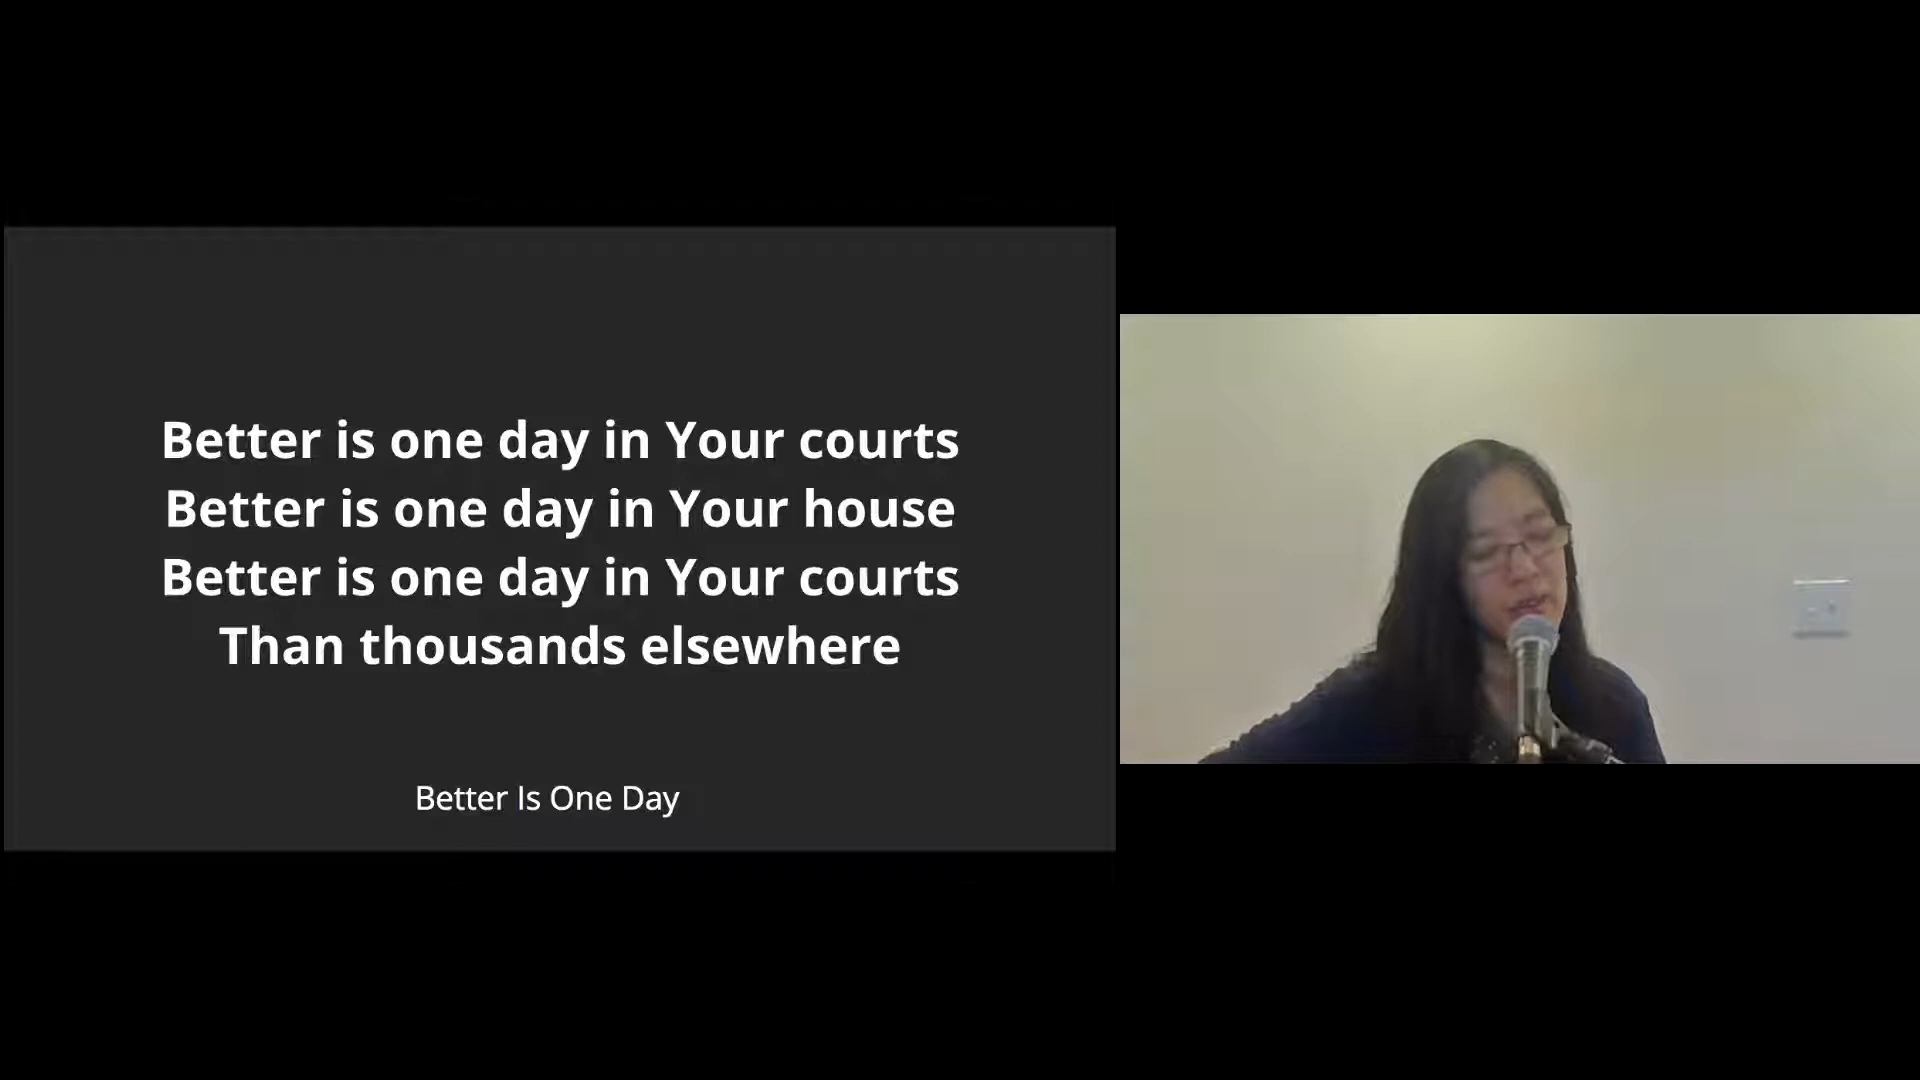 Better is one day in Your courts
Better is one day in Your house
Better is one day in Your courts
Than thousands elsewhere
Better Is One Day